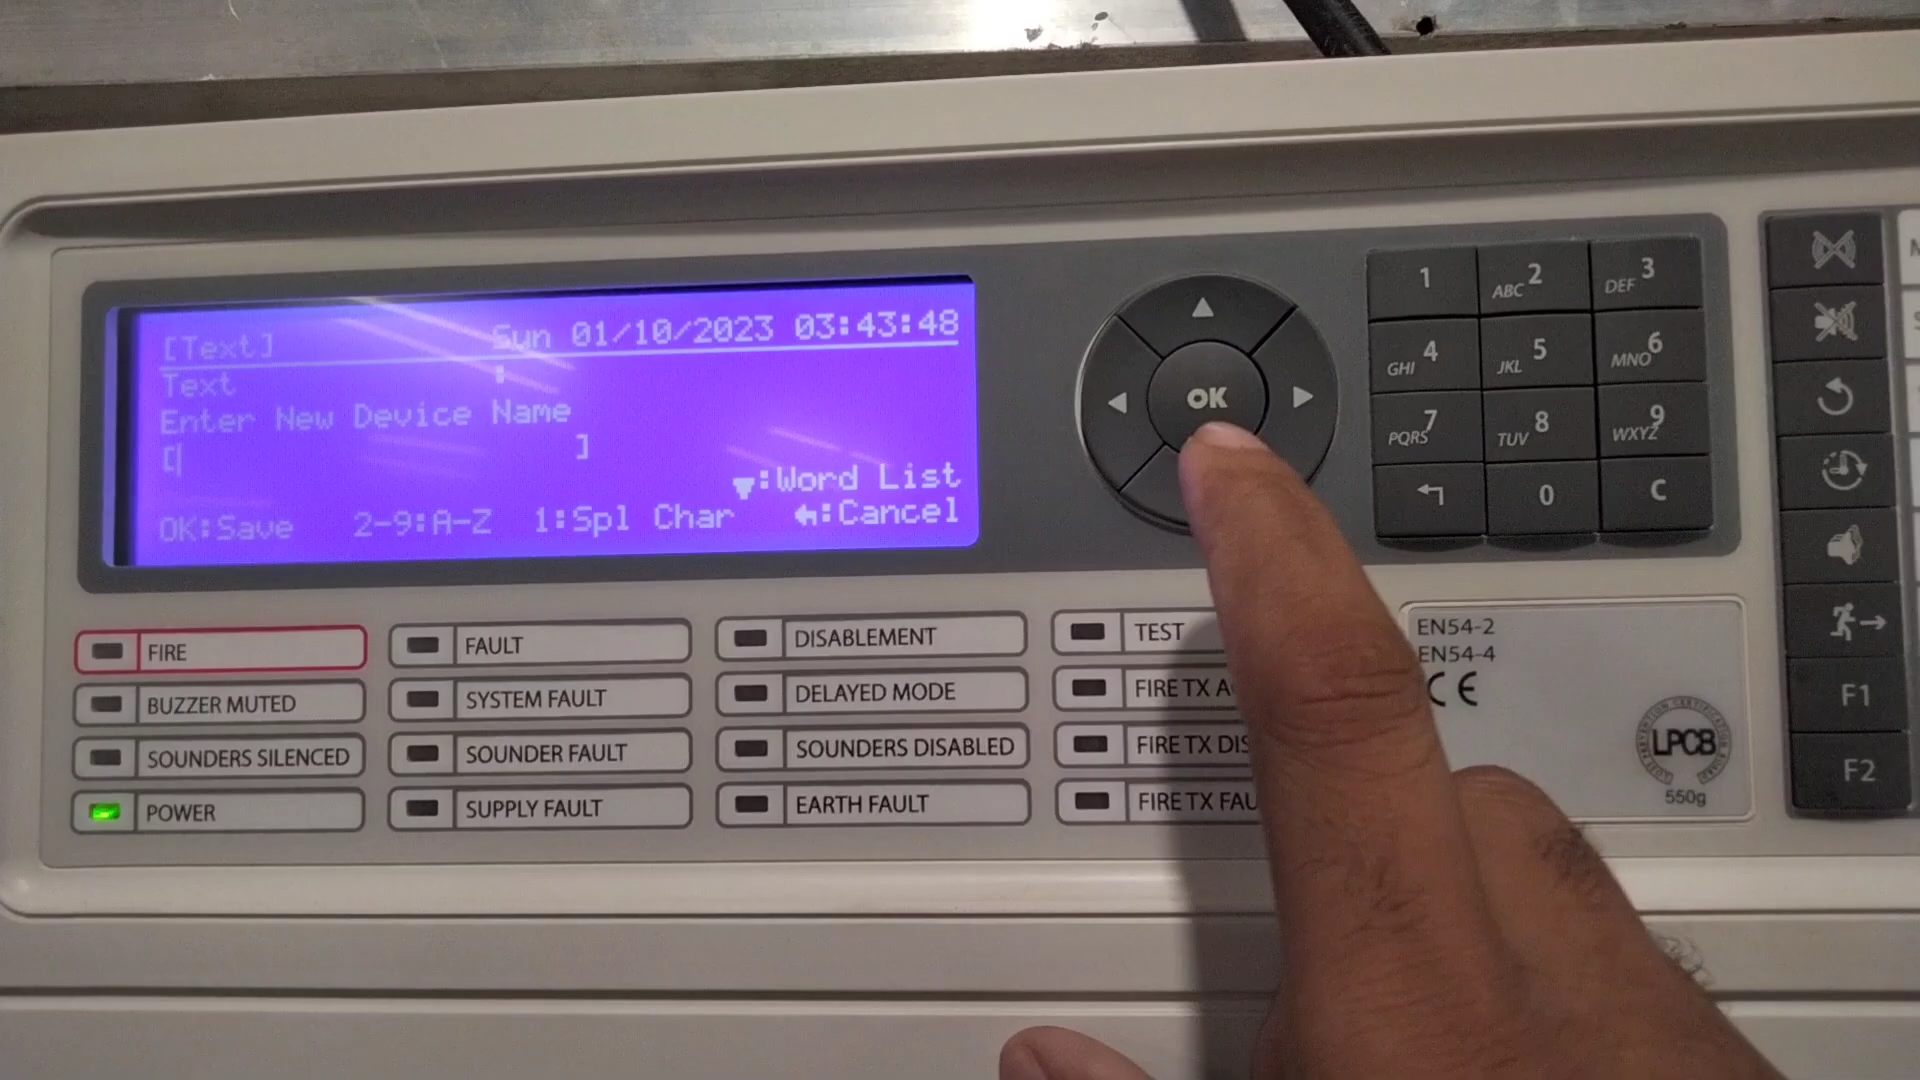 [Text] Sun 01/10/2023 03:43:48
Text :
Enter New Device Name
[ ]
▼:Word List
OK:Save 2-9:A-Z 1:Spl Char ↰:Cancel
OK
1 ABC 2 DEF 3
GHI 4 JKL 5 MNO 6
PQRS 7 TUV 8 WXYZ 9
0 C
FIRE FAULT DISABLEMENT TEST
BUZZER MUTED SYSTEM FAULT DELAYED MODE FIRE TX
SOUNDERS SILENCED SOUNDER FAULT SOUNDERS DISABLED FIRE TX DIS
POWER SUPPLY FAULT EARTH FAULT FIRE TX FAU
EN54-2
EN54-4
CE
LPCB
550g
F1
F2